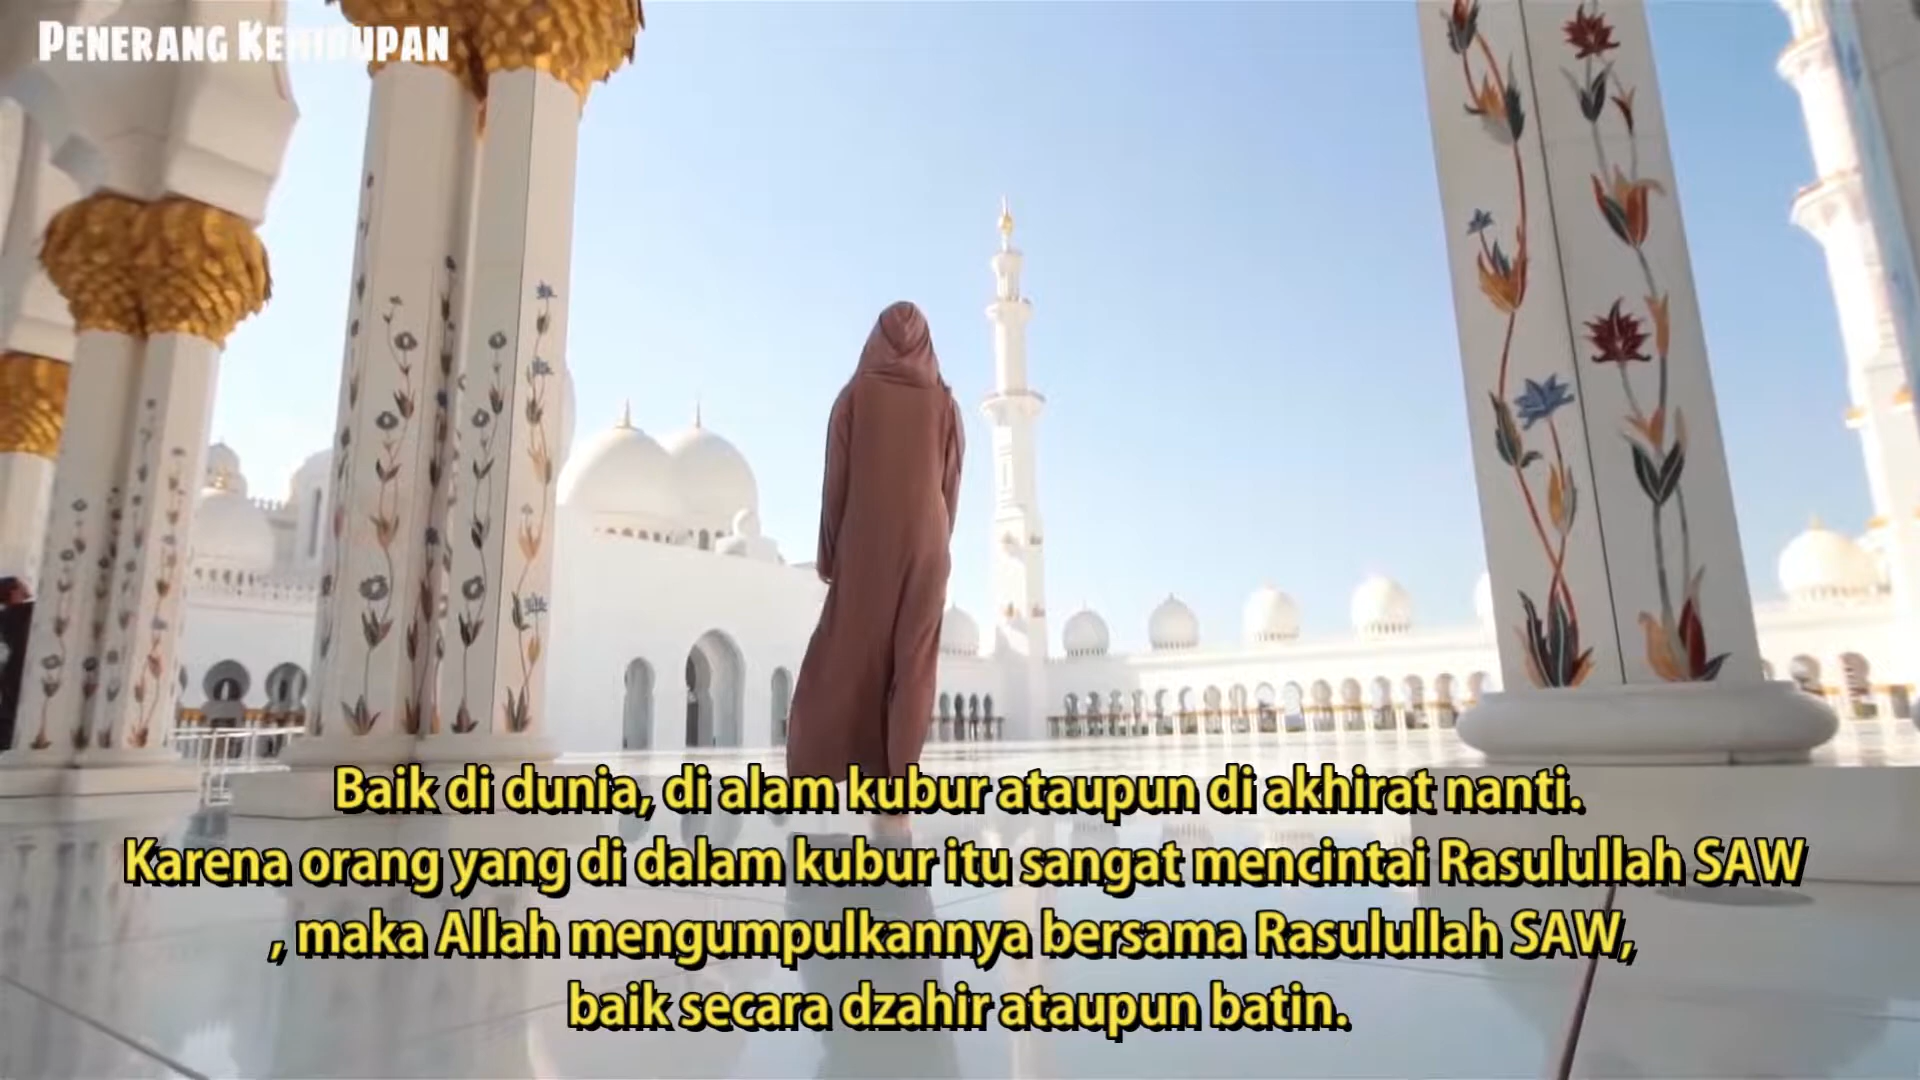 PENERANG KEHIDUPAN
Baik di dunia, di alam kubur ataupun di akhirat nanti.
Karena orang yang di dalam kubur itu sangat mencintai Rasulullah SAW
, maka Allah mengumpulkannya bersama Rasulullah SAW,
baik secara dzahir ataupun batin.